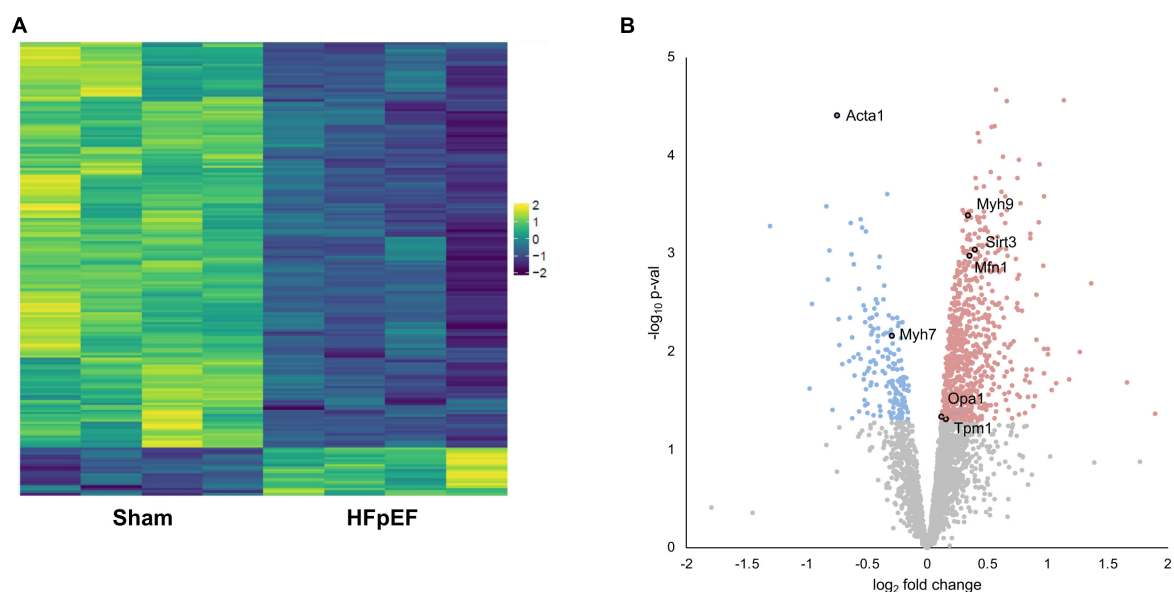 A
2
1
0
−1
−2
Sham
HFpEF
B
5
4
3
2
1
0
-log10 p-val
Acta1
Myh9
Sirt3
Mfn1
Myh7
Opa1
Tpm1
-2
-1.5
-1
-0.5
0
0.5
1
1.5
2
log2 fold change